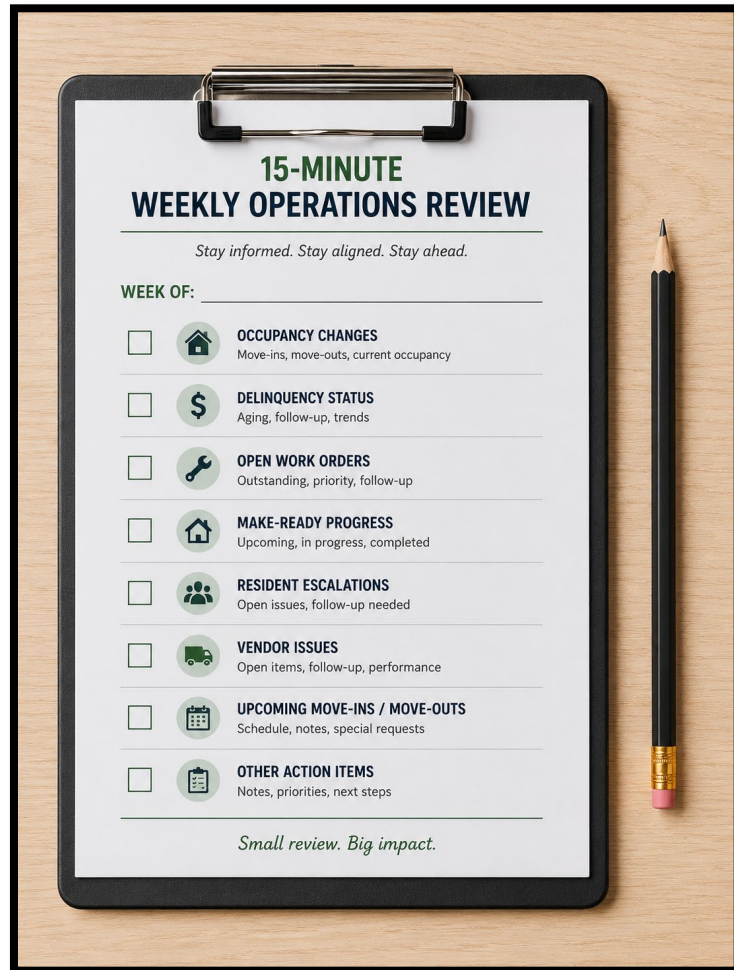 15-MINUTE
WEEKLY OPERATIONS REVIEW
Stay informed. Stay aligned. Stay ahead.
WEEK OF:
OCCUPANCY CHANGES
Move-ins, move-outs, current occupancy
DELINQUENCY STATUS
Aging, follow-up, trends
OPEN WORK ORDERS
Outstanding, priority, follow-up
MAKE-READY PROGRESS
Upcoming, in progress, completed
RESIDENT ESCALATIONS
Open issues, follow-up needed
VENDOR ISSUES
Open items, follow-up, performance
UPCOMING MOVE-INS / MOVE-OUTS
Schedule, notes, special requests
OTHER ACTION ITEMS
Notes, priorities, next steps
Small review. Big impact.